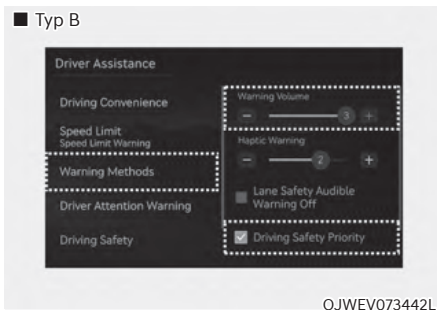 ■ Typ B
Driver Assistance
Driving Convenience
Speed Limit
Speed Limit Warning
Warning Methods
Driver Attention Warning
Driving Safety
Warning Volume
− 3 +
Haptic Warning
− 2 +
Lane Safety Audible
Warning Off
Driving Safety Priority
OJWEV073442L